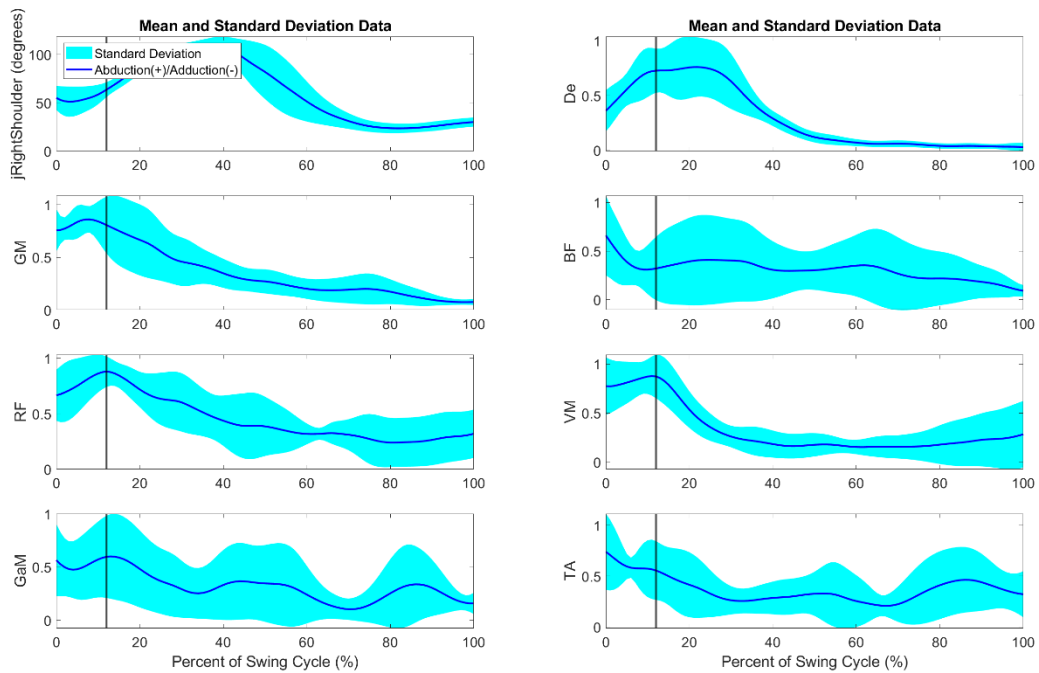 Mean and Standard Deviation Data
jRightShoulder (degrees)
100
50
0
Standard Deviation
Abduction(+)/Adduction(-)
0 20 40 60 80 100
Mean and Standard Deviation Data
De
1
0.5
0
0 20 40 60 80 100
GM
1
0.5
0
0 20 40 60 80 100
BF
1
0.5
0
0 20 40 60 80 100
RF
1
0.5
0
0 20 40 60 80 100
VM
1
0.5
0
0 20 40 60 80 100
GaM
1
0.5
0
0 20 40 60 80 100
Percent of Swing Cycle (%)
TA
1
0.5
0
0 20 40 60 80 100
Percent of Swing Cycle (%)